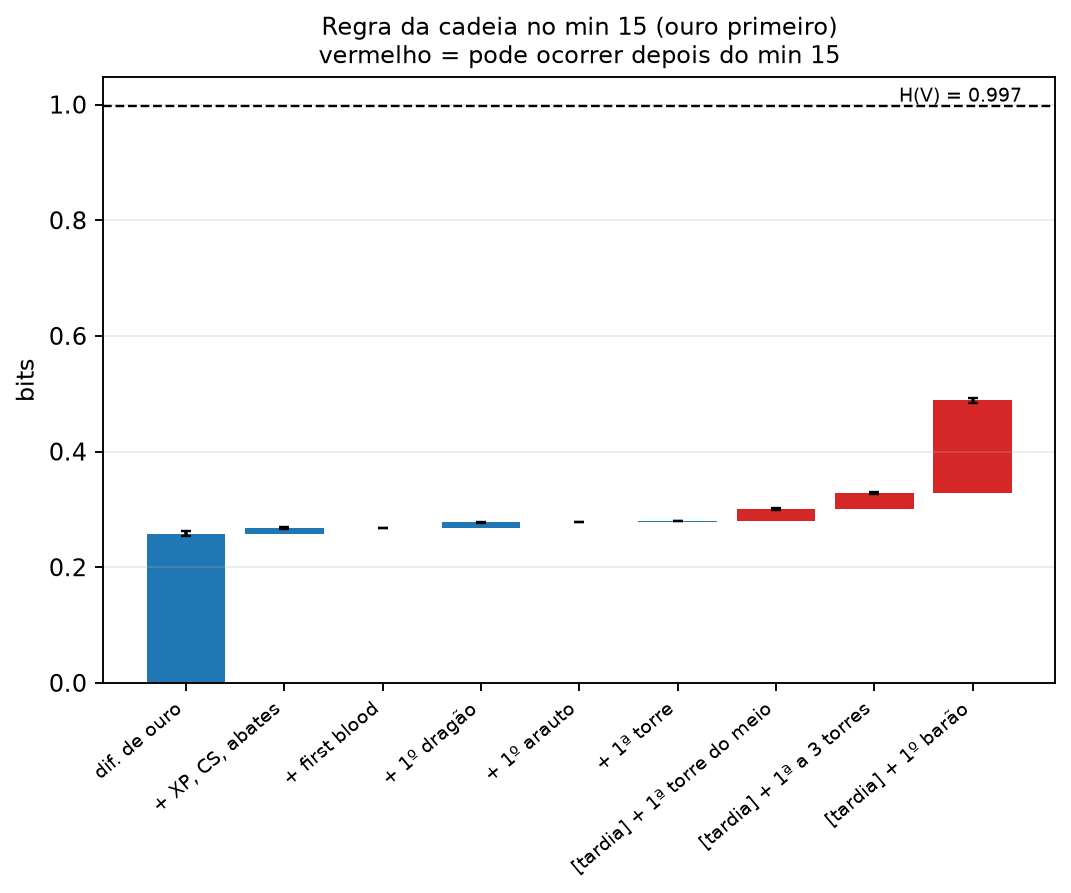 Regra da cadeia no min 15 (ouro primeiro)
vermelho = pode ocorrer depois do min 15
H(V) = 0.997
1.0
0.8
0.6
0.4
0.2
0.0
bits
dif. de ouro
+ XP, CS, abates
+ first blood
+ 1º dragão
+ 1º arauto
+ 1ª torre
[tardia] + 1ª torre do meio
[tardia] + 1ª a 3 torres
[tardia] + 1º barão